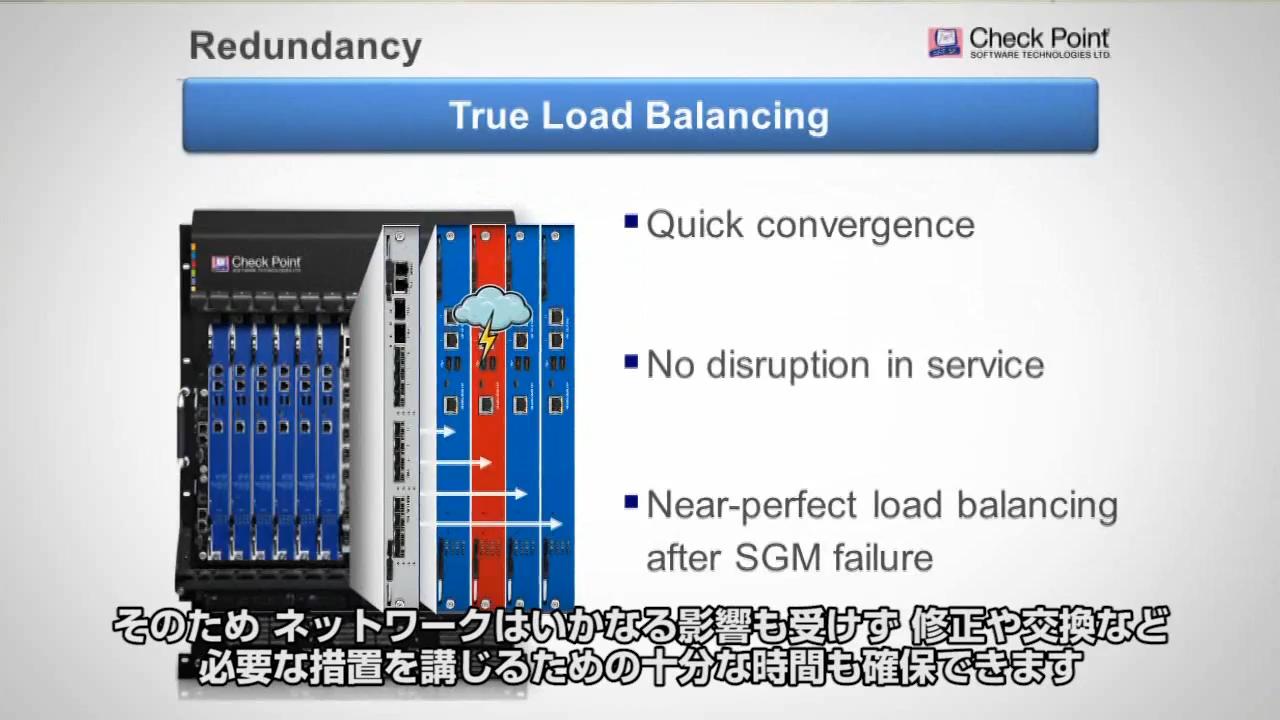 Redundancy
Check Point
SOFTWARE TECHNOLOGIES LTD.
True Load Balancing
Check Point
SOFTWARE TECHNOLOGIES LTD.
Quick convergence
No disruption in service
Near-perfect load balancing
after SGM failure
そのため ネットワークはいかなる影響も受けず 修正や交換など
必要な措置を講じるための十分な時間も確保できます